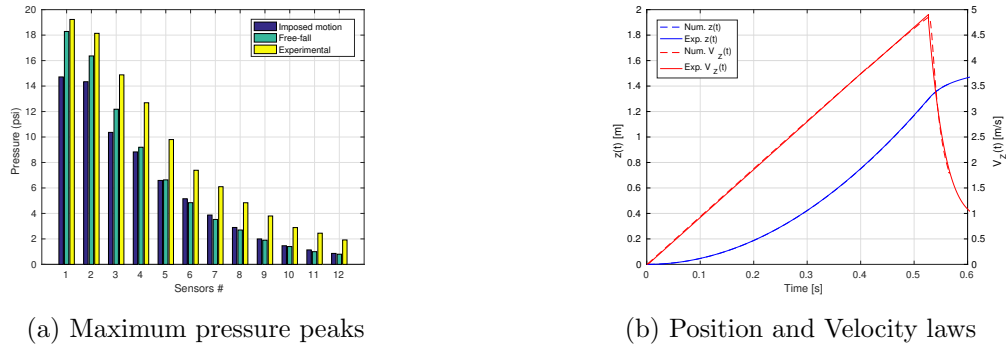 20
18
16
14
12
10
8
6
4
2
0
Pressure (psi)
Imposed motion
Free-fall
Experimental
1 2 3 4 5 6 7 8 9 10 11 12
Sensors #
(a) Maximum pressure peaks
2
1.8
1.6
1.4
1.2
1
0.8
0.6
0.4
0.2
0
z(t) [m]
Num. z(t)
Exp. z(t)
Num. V_Z(t)
Exp. V_Z(t)
5
4.5
4
3.5
3
2.5
2
1.5
1
0.5
0
V_Z(t) [m/s]
0 0.1 0.2 0.3 0.4 0.5 0.6
Time [s]
(b) Position and Velocity laws